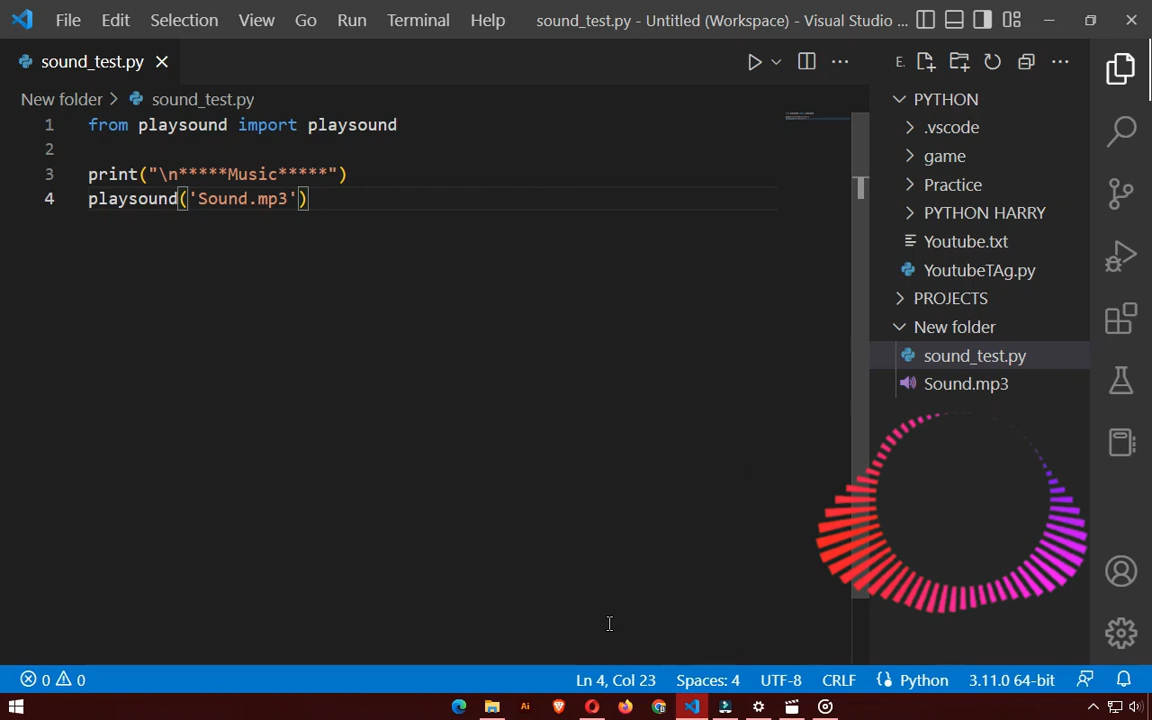 File Edit Selection View Go Run Terminal Help sound_test.py - Untitled (Workspace) - Visual Studio ...
sound_test.py
New folder > sound_test.py
1 from playsound import playsound
2
3 print("\n*****Music*****")
4 playsound('Sound.mp3')
E.
PYTHON
.vscode
game
Practice
PYTHON HARRY
Youtube.txt
YoutubeTAg.py
PROJECTS
New folder
sound_test.py
Sound.mp3
0 0 Ln 4, Col 23 Spaces: 4 UTF-8 CRLF Python 3.11.0 64-bit
Ai